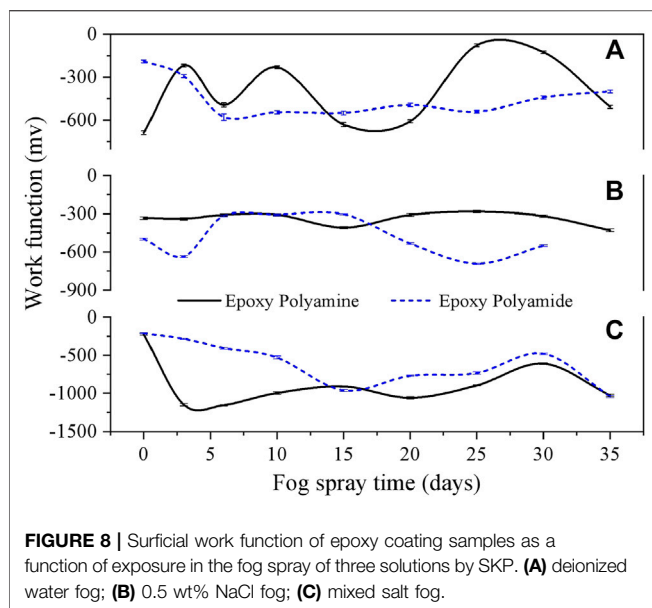 0
-300
-600
A
0
-300
-600
-900
B
Work function (mv)
Epoxy Polyamine
Epoxy Polyamide
0
-500
-1000
-1500
C
0 5 10 15 20 25 30 35
Fog spray time (days)
FIGURE 8 | Surficial work function of epoxy coating samples as a
function of exposure in the fog spray of three solutions by SKP. (A) deionized
water fog; (B) 0.5 wt% NaCl fog; (C) mixed salt fog.